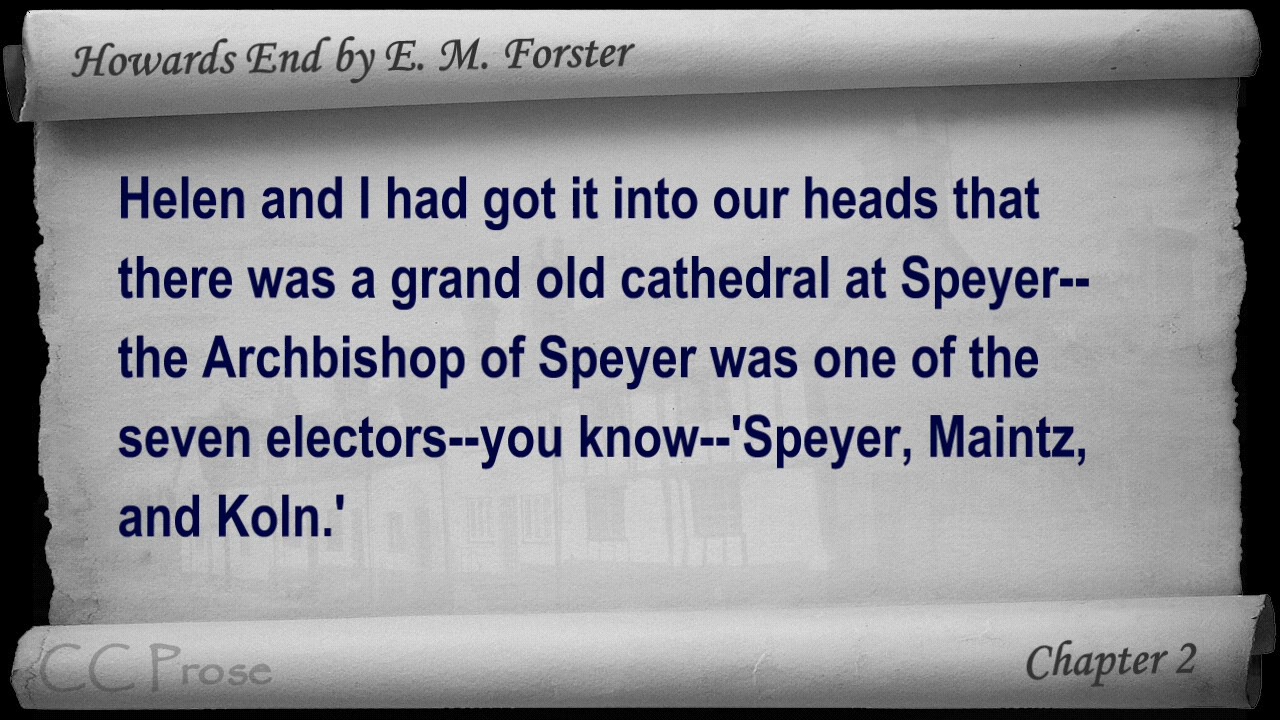 Howards End by E. M. Forster
Helen and I had got it into our heads that
there was a grand old cathedral at Speyer--
the Archbishop of Speyer was one of the
seven electors--you know--'Speyer, Maintz,
and Koln.'
CC Prose
Chapter 2